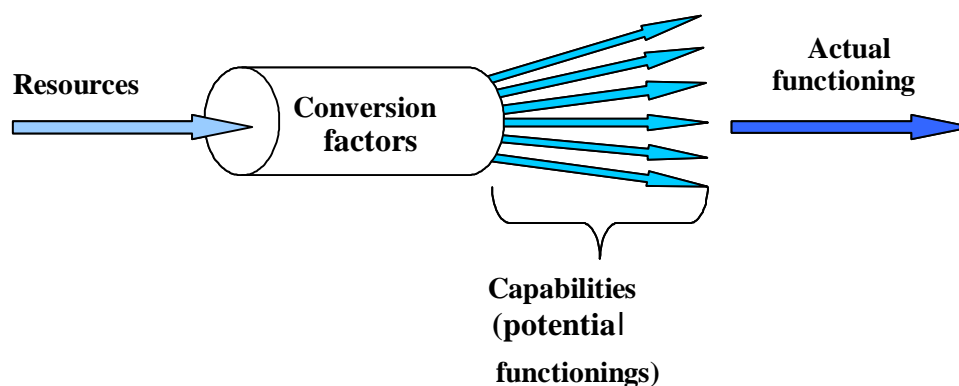 Resources
Conversion
factors
Actual
functioning
Capabilities
(potential
functionings)